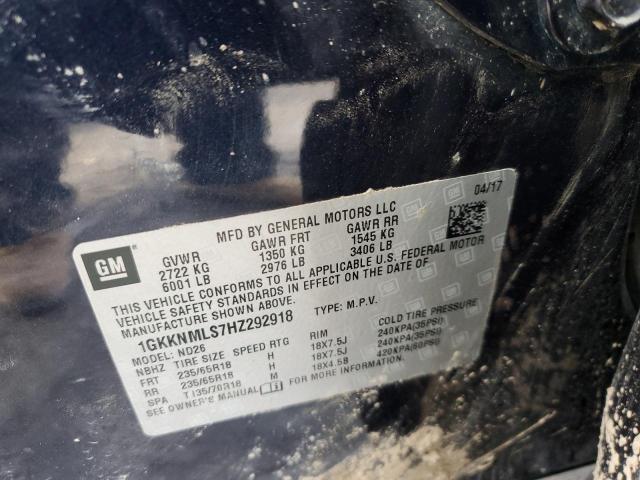 GM
MFD BY GENERAL MOTORS LLC 04/17
GVWR GAWR FRT GAWR RR
2722 KG 1350 KG 1545 KG
6001 LB 2976 LB 3406 LB
THIS VEHICLE CONFORMS TO ALL APPLICABLE U.S. FEDERAL MOTOR
VEHICLE SAFETY STANDARDS IN EFFECT ON THE DATE OF
MANUFACTURE SHOWN ABOVE.
1GKKNMLS7HZ292918 TYPE: M.P.V.
MODEL: ND26
NBHZ TIRE SIZE SPEED RTG RIM COLD TIRE PRESSURE
FRT 235/65R18 H 18X7.5J 240KPA(35PSI)
RR 235/65R18 H 18X7.5J 240KPA(35PSI)
SPA T135/70R18 M 18X4.5B 420KPA(60PSI)
SEE OWNER'S MANUAL FOR MORE INFORMATION